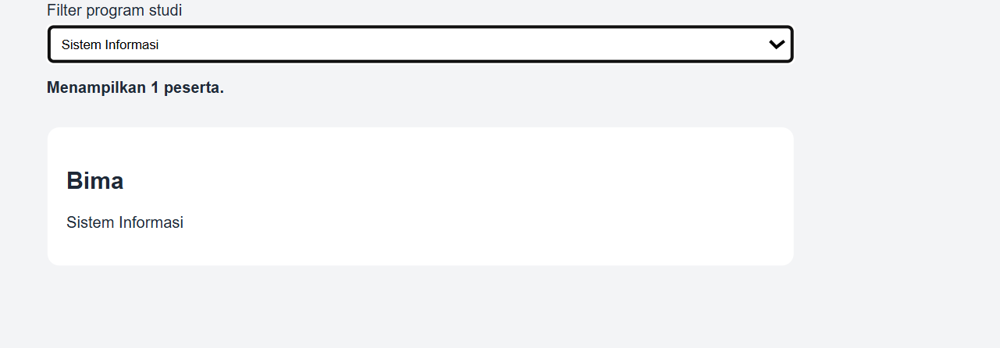 Filter program studi
Sistem Informasi
Menampilkan 1 peserta.
Bima
Sistem Informasi